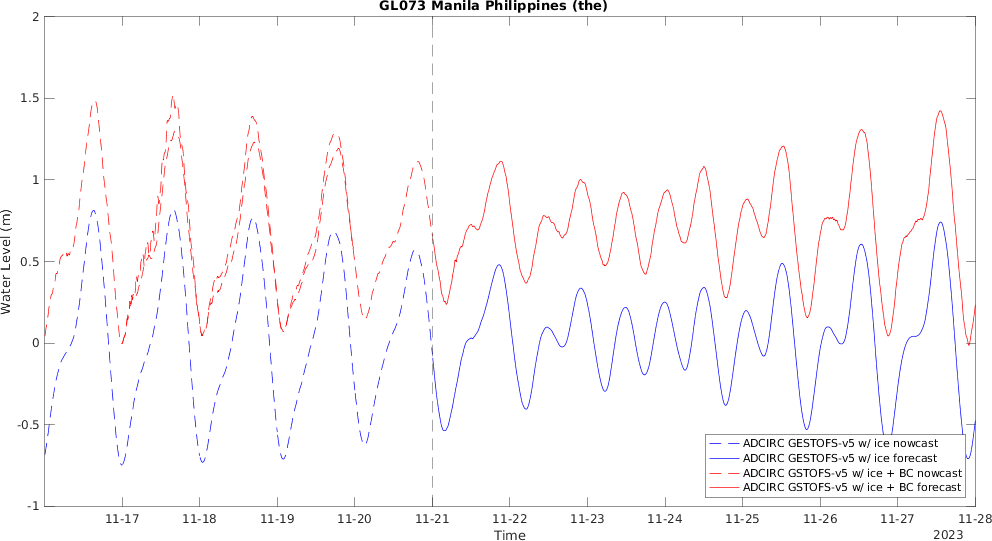 GL073 Manila Philippines (the)
2
1.5
1
0.5
0
-0.5
-1
Water Level (m)
11-17
11-18
11-19
11-20
11-21
11-22
11-23
11-24
11-25
11-26
11-27
11-28
Time
2023
ADCIRC GESTOFS-v5 w/ ice nowcast
ADCIRC GESTOFS-v5 w/ ice forecast
ADCIRC GSTOFS-v5 w/ ice + BC nowcast
ADCIRC GSTOFS-v5 w/ ice + BC forecast